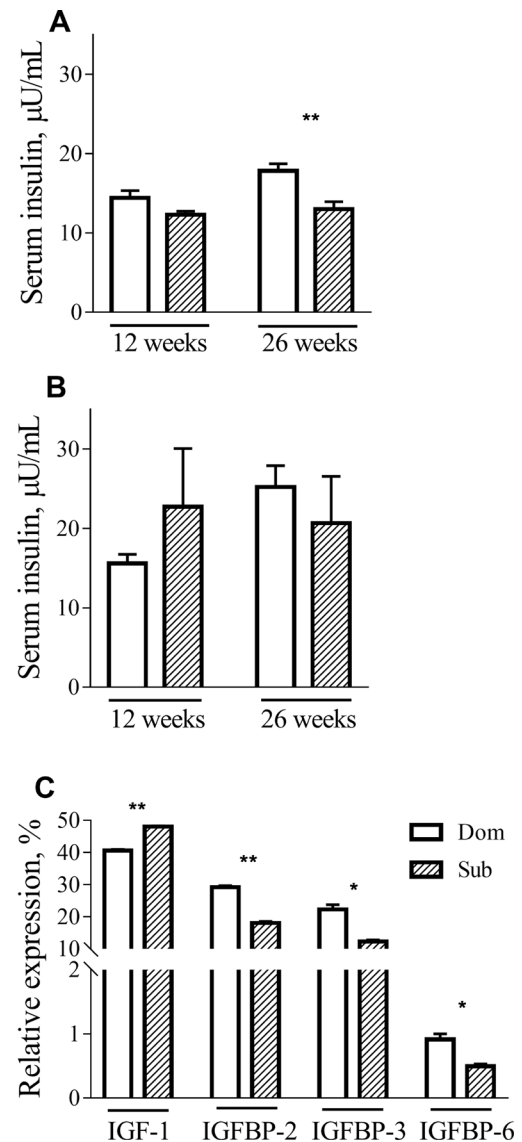 A
Serum insulin, μU/mL
30
20
10
0
**
12 weeks
26 weeks
B
Serum insulin, μU/mL
30
20
10
0
12 weeks
26 weeks
C
Relative expression, %
50
40
30
20
10
2
1
0
**
**
*
*
Dom
Sub
IGF-1
IGFBP-2
IGFBP-3
IGFBP-6